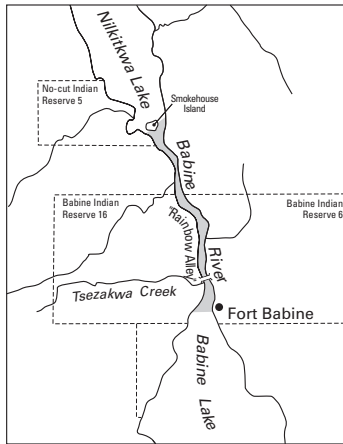 Nilkitkwa Lake
No-cut Indian
Reserve 5
Smokehouse
Island
Babine
River
Babine Indian
Reserve 16
Babine Indian
Reserve 6
"Rainbow Alley"
Tsezakwa Creek
Fort Babine
Babine Lake